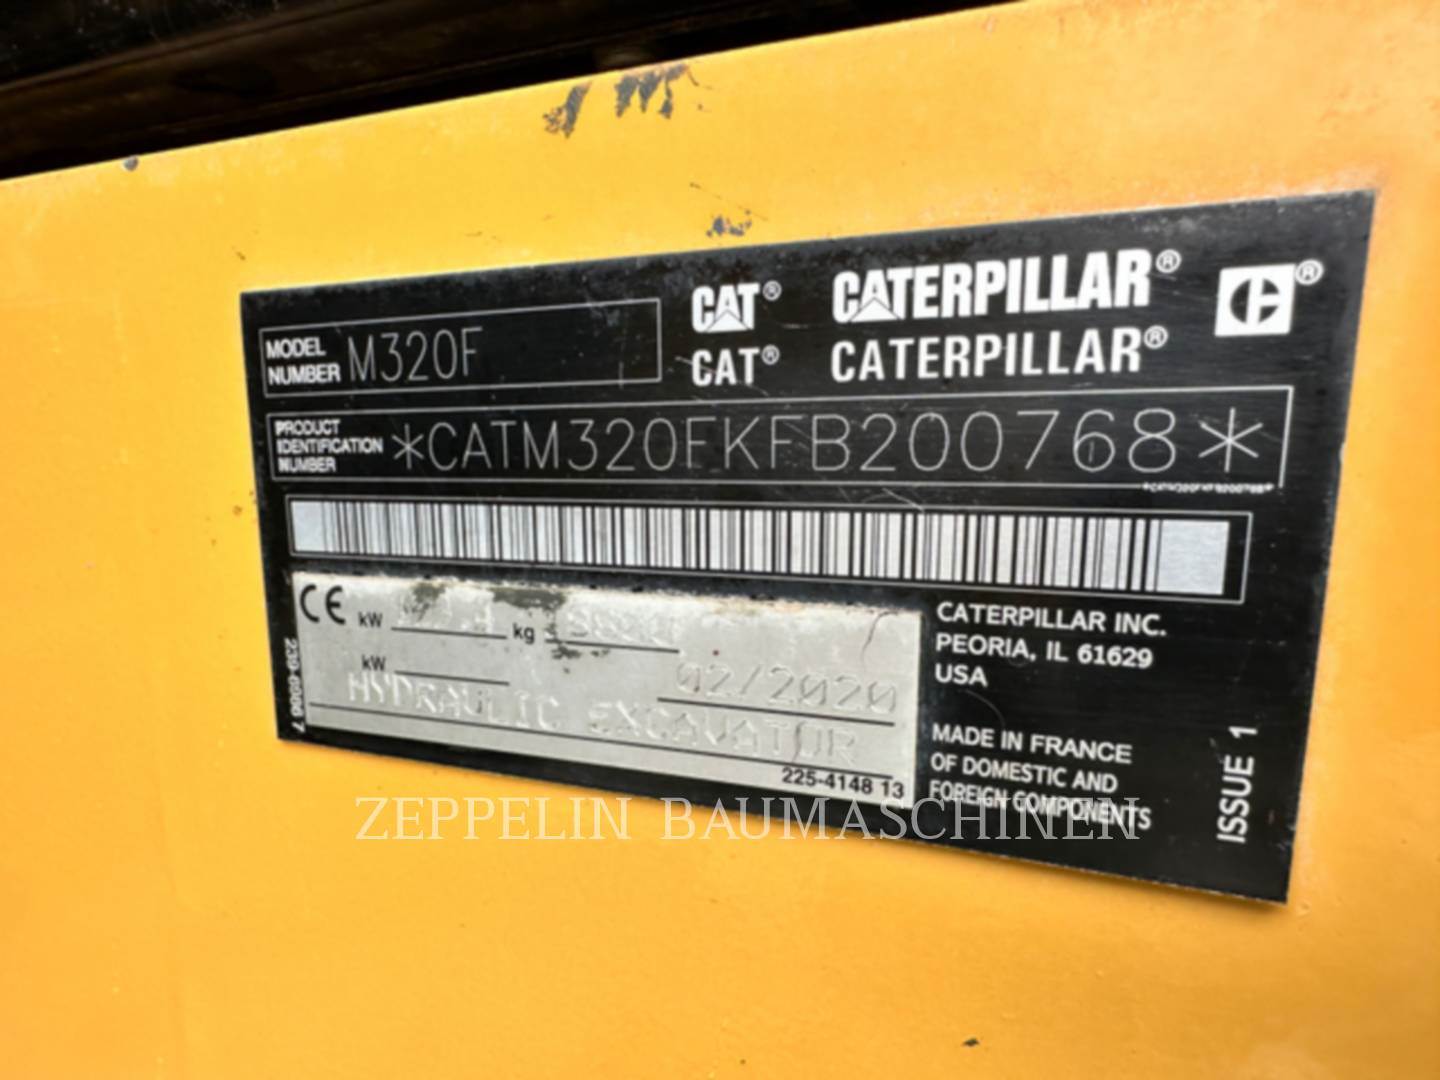 CAT® CATERPILLAR® ®
CAT® CATERPILLAR®
MODEL NUMBER M320F
PRODUCT IDENTIFICATION NUMBER *CATM320FKFB200768*
*CATM320FKFB200768*
CE kW kg
kW 02/2020
HYDRAULIC EXCAVATOR
225-4148 13
CATERPILLAR INC.
PEORIA, IL 61629
USA
MADE IN FRANCE
OF DOMESTIC AND
FOREIGN COMPONENTS
ISSUE 1
ZEPPELIN BAUMASCHINEN